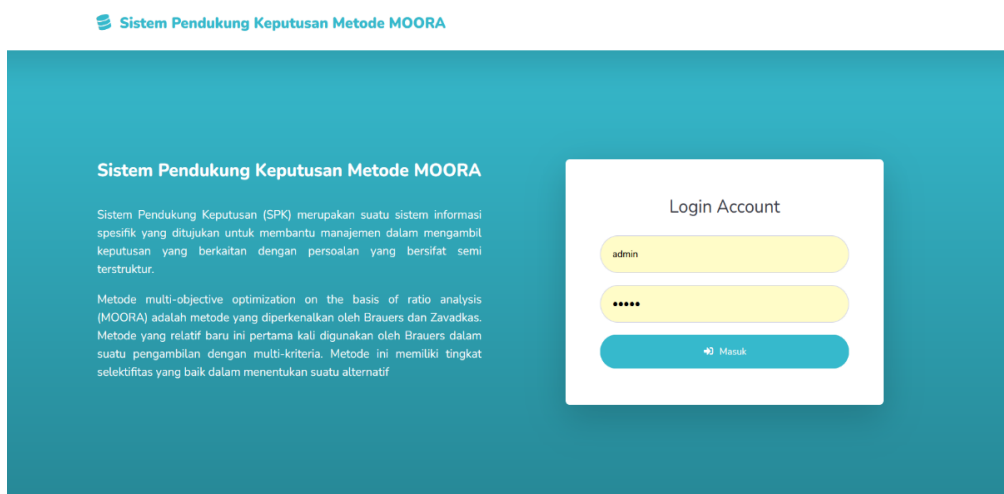 Sistem Pendukung Keputusan Metode MOORA
Sistem Pendukung Keputusan Metode MOORA
Sistem Pendukung Keputusan (SPK) merupakan suatu sistem informasi
spesifik yang ditujukan untuk membantu manajemen dalam mengambil
keputusan yang berkaitan dengan persoalan yang bersifat semi
terstruktur.
Metode multi-objective optimization on the basis of ratio analysis
(MOORA) adalah metode yang diperkenalkan oleh Brauers dan Zavadkas.
Metode yang relatif baru ini pertama kali digunakan oleh Brauers dalam
suatu pengambilan dengan multi-kriteria. Metode ini memiliki tingkat
selektifitas yang baik dalam menentukan suatu alternatif
Login Account
admin
•••••
Masuk